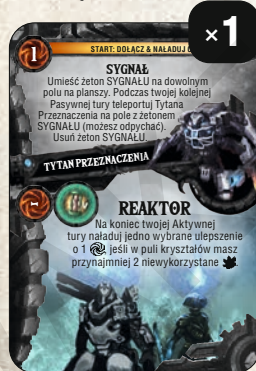 ×1
1
START: DOŁĄCZ & NAŁADUJ
SYGNAŁ
Umieść żeton SYGNAŁU na dowolnym
polu na planszy. Podczas twojej kolejnej
Pasywnej tury teleportuj Tytana
Przeznaczenia na pole z żetonem
SYGNAŁU (możesz odpychać).
Usuń żeton SYGNAŁU.
TYTAN PRZEZNACZENIA
1
REAKTOR
Na koniec twojej Aktywnej
tury naładuj jedno wybrane ulepszenie
o 1 jeśli w puli kryształów masz
przynajmniej 2 niewykorzystane